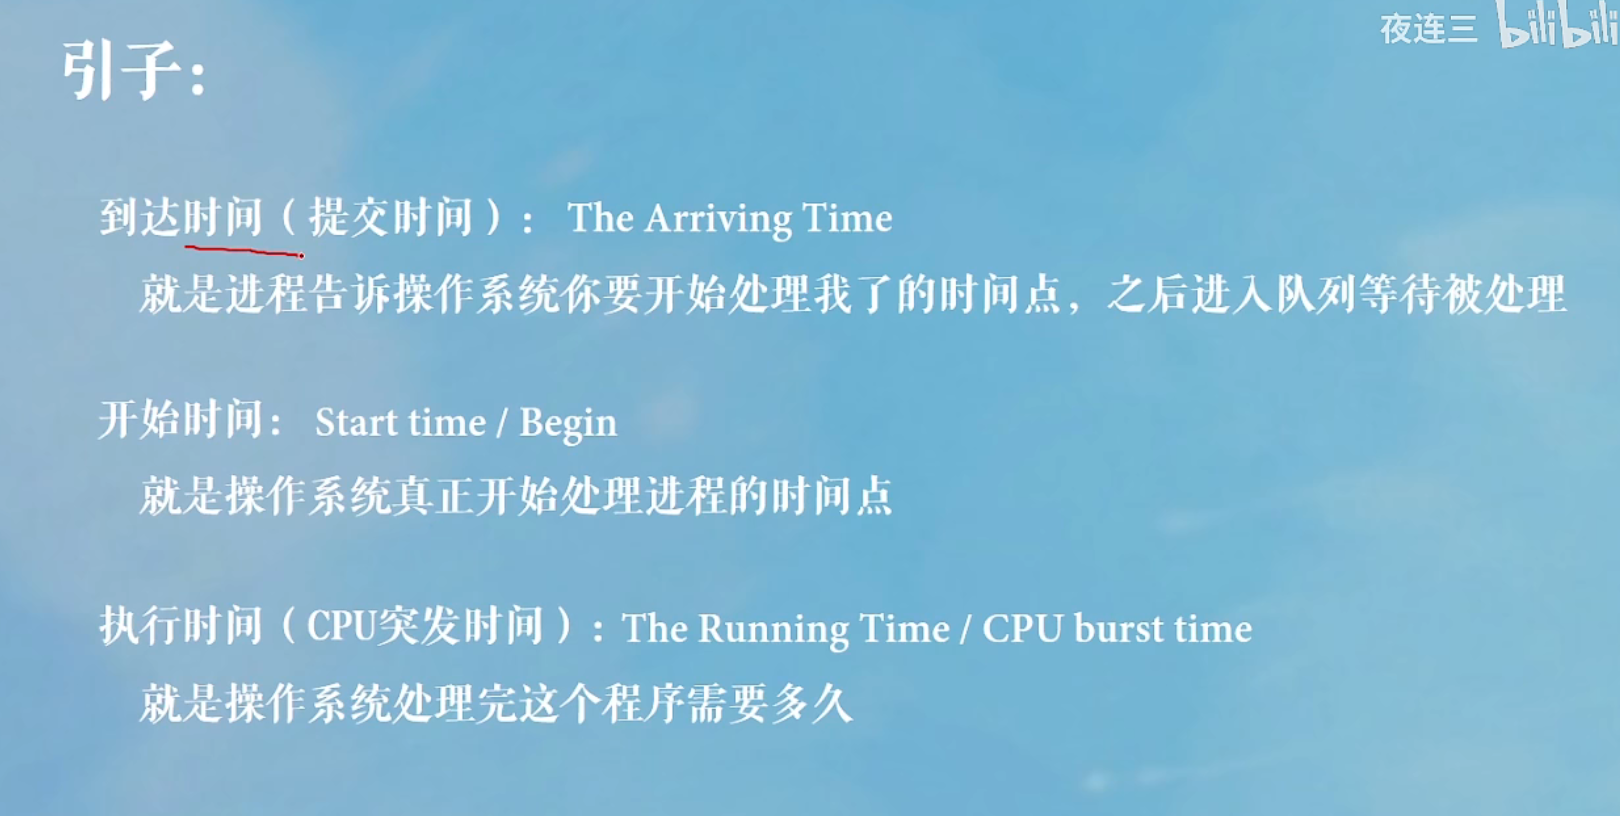 夜连三 bilibili
引子：
到达时间（提交时间）： The Arriving Time
就是进程告诉操作系统你要开始处理我了的时间点，之后进入队列等待被处理
开始时间： Start time / Begin
就是操作系统真正开始处理进程的时间点
执行时间（CPU突发时间）：The Running Time / CPU burst time
就是操作系统处理完这个程序需要多久